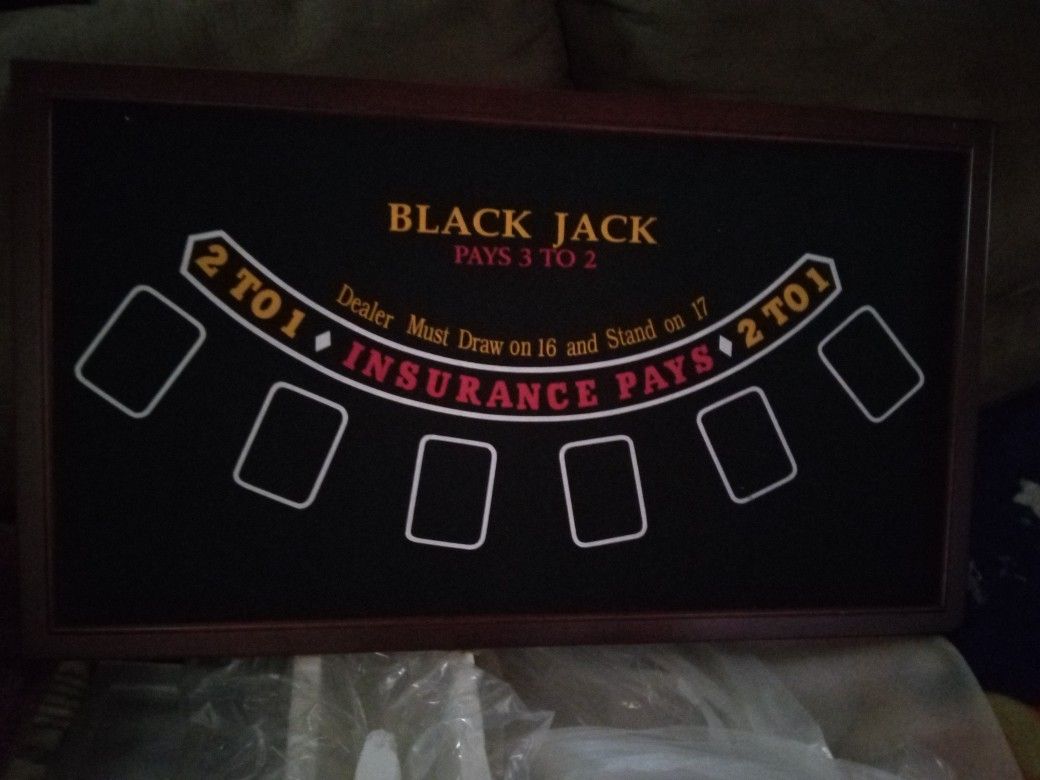 BLACK JACK
PAYS 3 TO 2
Dealer Must Draw on 16 and Stand on 17
2 TO 1 INSURANCE PAYS 2 TO 1